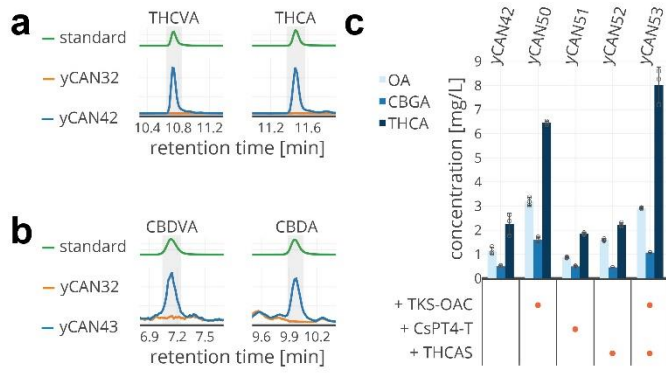 a
THCVA
THCA
standard
yCAN32
yCAN42
10.4 10.8 11.2
11.2 11.6
retention time [min]
b
CBDVA
CBDA
standard
yCAN32
yCAN43
6.9 7.2 7.5
9.6 9.9 10.2
retention time [min]
c
yCAN42
yCAN50
yCAN51
yCAN52
yCAN53
OA
CBGA
THCA
concentration [mg/L]
9
8
7
6
5
4
3
2
1
0
+ TKS-OAC
+ CsPT4-T
+ THCAS